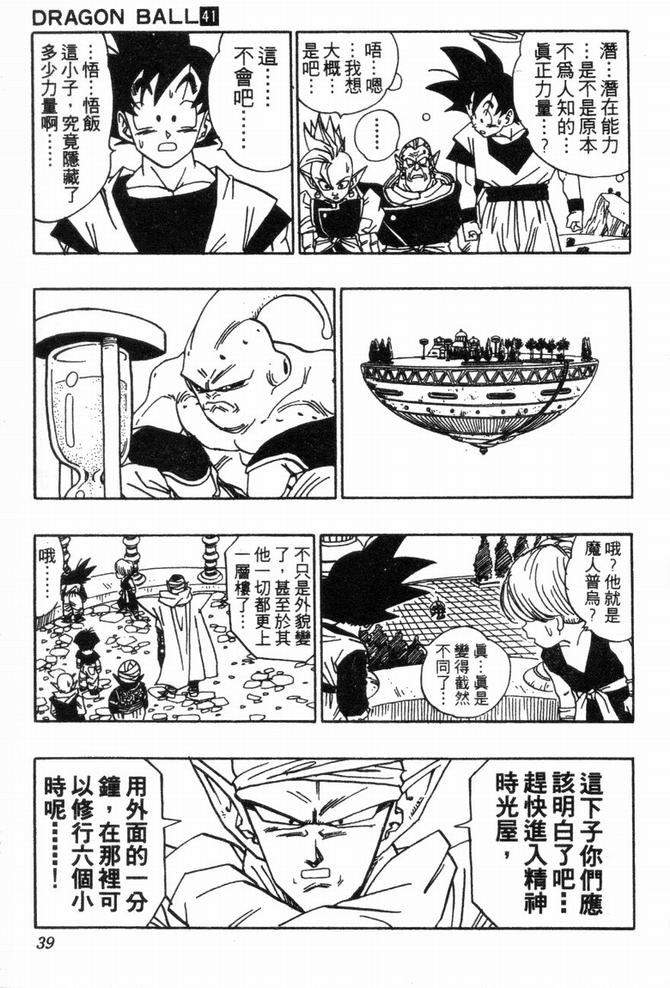 DRAGON BALL 41
潛…潛在能力
…是不是原本
不為人知的…
真正力量…?
唔…嗯
…我想
大概…
是吧…
……
這……
不會吧……
…悟…悟飯
這小子，究竟隱藏了
多少力量啊………
哦？他就是
魔人普烏？
真…真是
變得截然
不同了…
不只是外貌變
了，甚至於其
他一切都更上
一層樓了…
哦……
這下子你們應
該明白了吧…
趕快進入精神
時光屋，
用外面的一分
鐘，在那裡可
以修行六個小
時呢………!
39